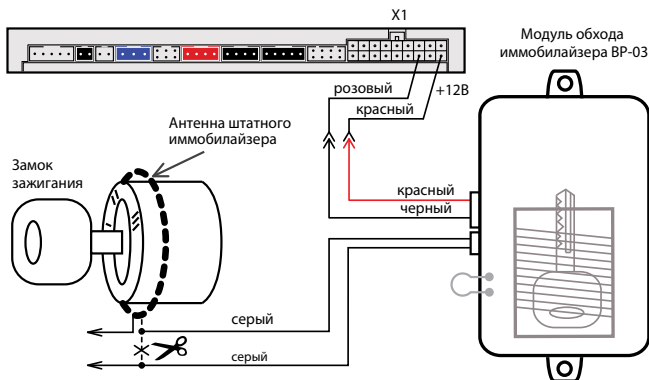 X1
Модуль обхода
иммобилайзера BP-03
розовый
+12В
красный
Антенна штатного
иммобилайзера
Замок
зажигания
красный
черный
серый
серый